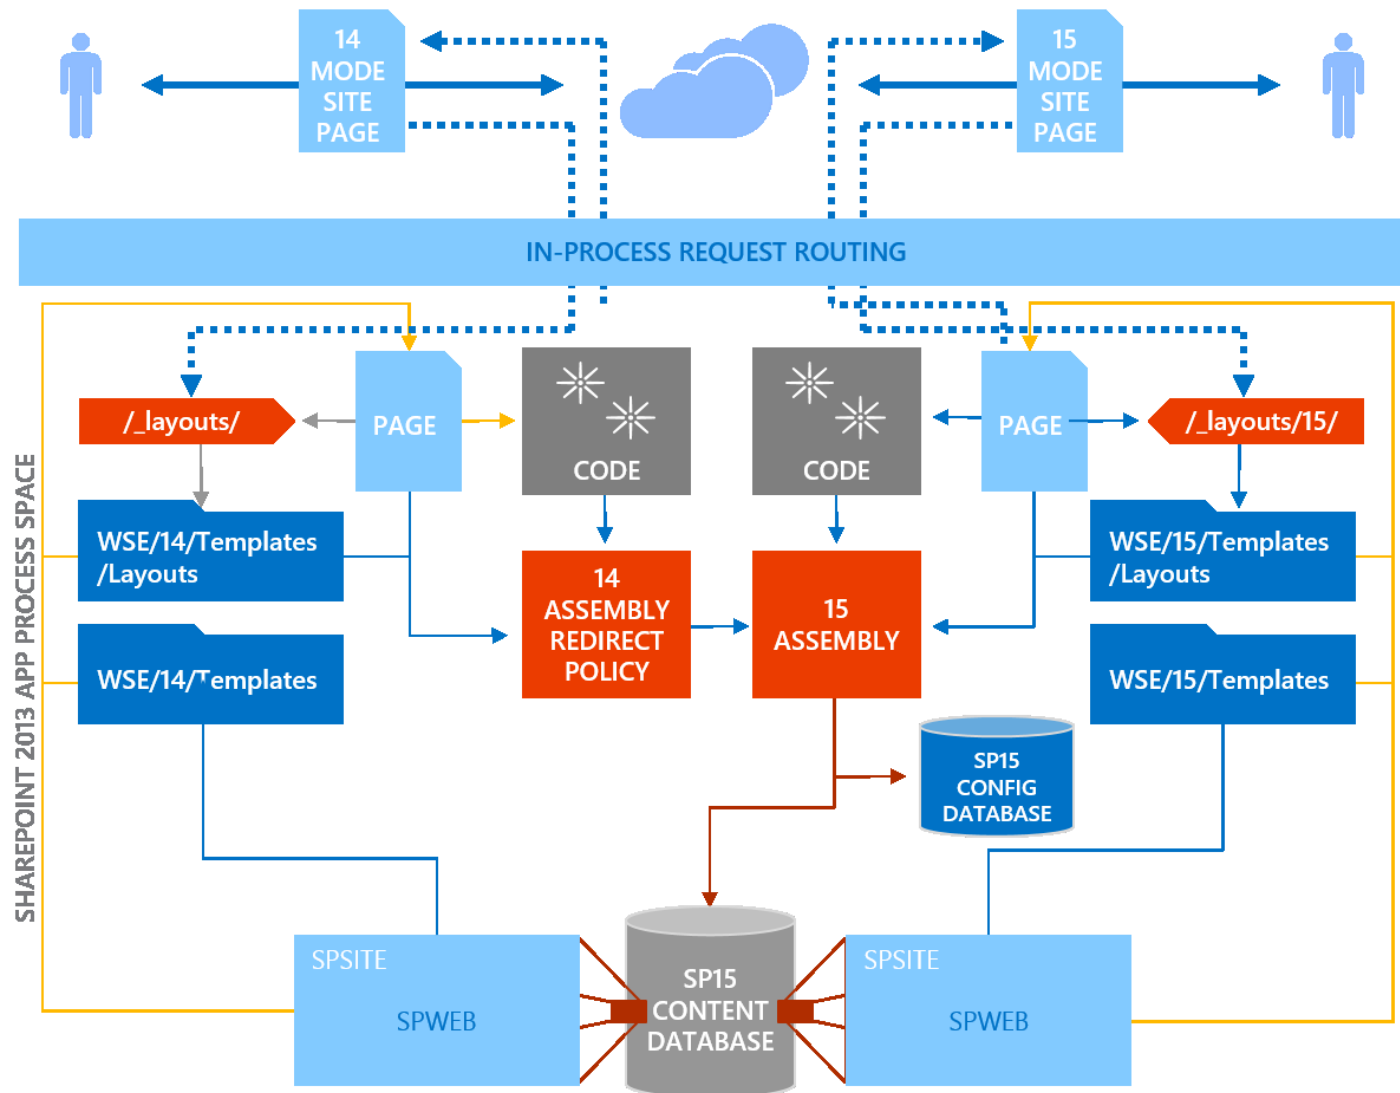 14
MODE
SITE
PAGE
15
MODE
SITE
PAGE
IN-PROCESS REQUEST ROUTING
SHAREPOINT 2013 APP PROCESS SPACE
/_layouts/
PAGE
CODE
CODE
PAGE
/_layouts/15/
WSE/14/Templates
/Layouts
14
ASSEMBLY
REDIRECT
POLICY
15
ASSEMBLY
WSE/15/Templates
/Layouts
WSE/14/Templates
WSE/15/Templates
SP15
CONFIG
DATABASE
SPSITE
SPWEB
SP15
CONTENT
DATABASE
SPSITE
SPWEB